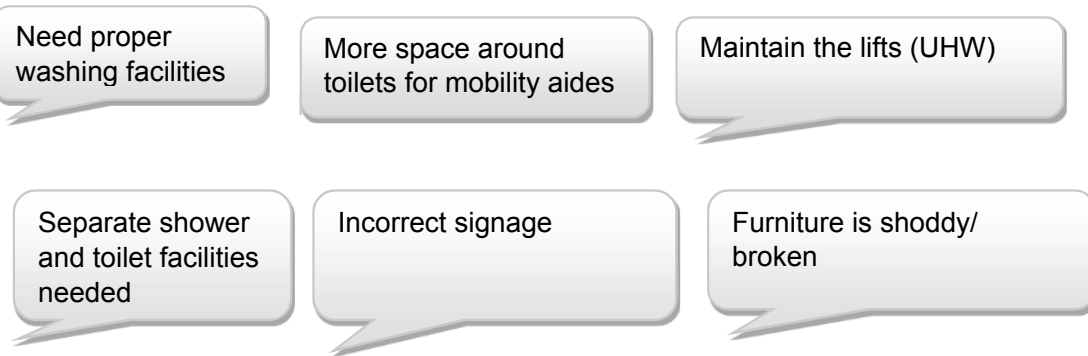 Need proper
washing facilities
More space around
toilets for mobility aides
Maintain the lifts (UHW)
Separate shower
and toilet facilities
needed
Incorrect signage
Furniture is shoddy/
broken